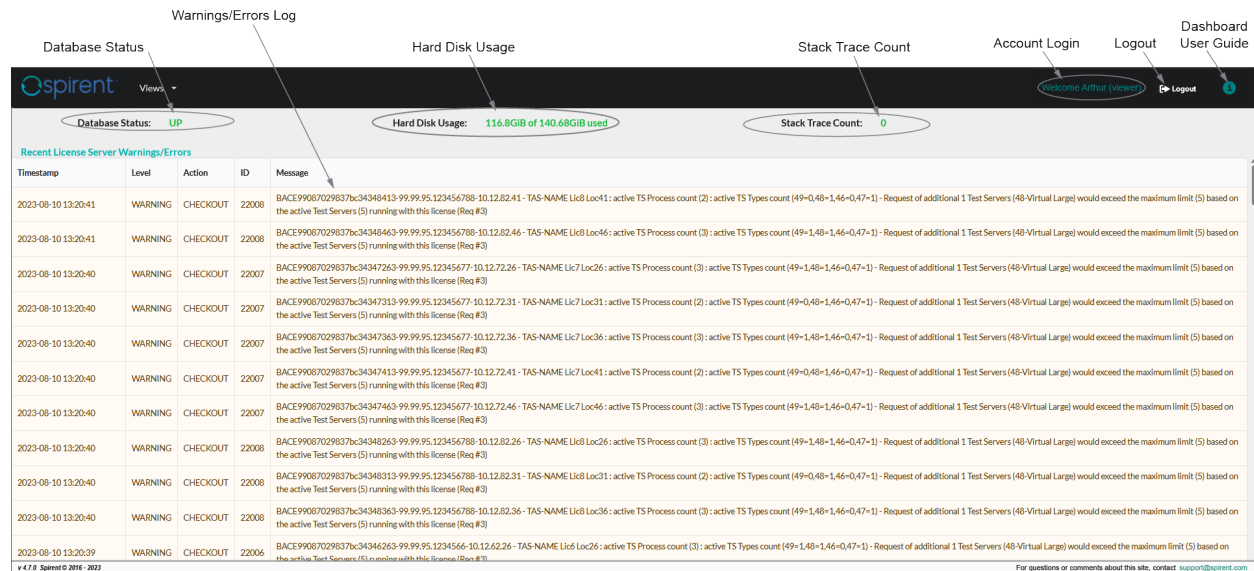 Warnings/Errors Log
Dashboard
Database Status Hard Disk Usage Stack Trace Count Account Login Logout User Guide
spirent Views Welcome Arthur (viewer) Logout
Database Status: UP Hard Disk Usage: 116.8GiB of 140.68GiB used Stack Trace Count: 0
Recent License Server Warnings/Errors
Timestamp Level Action ID Message
2023-08-10 13:20:41 WARNING CHECKOUT 22008 BACE99087029837bc34348413-99.99.95.123456788-10.12.82.41 - TAS-NAME Lic8 Loc41 : active TS Process count (2) : active TS Types count (49=0,48=1,46=0,47=1) - Request of additional 1 Test Servers (48-Virtual Large) would exceed the maximum limit (5) based on
the active Test Servers (5) running with this license (Req #3)
2023-08-10 13:20:41 WARNING CHECKOUT 22008 BACE99087029837bc34348463-99.99.95.123456788-10.12.82.46 - TAS-NAME Lic8 Loc46 : active TS Process count (3) : active TS Types count (49=1,48=1,46=0,47=1) - Request of additional 1 Test Servers (48-Virtual Large) would exceed the maximum limit (5) based on
the active Test Servers (5) running with this license (Req #3)
2023-08-10 13:20:40 WARNING CHECKOUT 22007 BACE99087029837bc34347263-99.99.95.12345677-10.12.72.26 - TAS-NAME Lic7 Loc26 : active TS Process count (3) : active TS Types count (49=1,48=1,46=0,47=1) - Request of additional 1 Test Servers (48-Virtual Large) would exceed the maximum limit (5) based on
the active Test Servers (5) running with this license (Req #3)
2023-08-10 13:20:40 WARNING CHECKOUT 22007 BACE99087029837bc34347313-99.99.95.12345677-10.12.72.31 - TAS-NAME Lic7 Loc31 : active TS Process count (2) : active TS Types count (49=0,48=1,46=0,47=1) - Request of additional 1 Test Servers (48-Virtual Large) would exceed the maximum limit (5) based on
the active Test Servers (5) running with this license (Req #3)
2023-08-10 13:20:40 WARNING CHECKOUT 22007 BACE99087029837bc34347363-99.99.95.12345677-10.12.72.36 - TAS-NAME Lic7 Loc36 : active TS Process count (3) : active TS Types count (49=1,48=1,46=0,47=1) - Request of additional 1 Test Servers (48-Virtual Large) would exceed the maximum limit (5) based on
the active Test Servers (5) running with this license (Req #3)
2023-08-10 13:20:40 WARNING CHECKOUT 22007 BACE99087029837bc34347413-99.99.95.12345677-10.12.72.41 - TAS-NAME Lic7 Loc41 : active TS Process count (2) : active TS Types count (49=0,48=1,46=0,47=1) - Request of additional 1 Test Servers (48-Virtual Large) would exceed the maximum limit (5) based on
the active Test Servers (5) running with this license (Req #3)
2023-08-10 13:20:40 WARNING CHECKOUT 22007 BACE99087029837bc34347463-99.99.95.12345677-10.12.72.46 - TAS-NAME Lic7 Loc46 : active TS Process count (3) : active TS Types count (49=1,48=1,46=0,47=1) - Request of additional 1 Test Servers (48-Virtual Large) would exceed the maximum limit (5) based on
the active Test Servers (5) running with this license (Req #3)
2023-08-10 13:20:40 WARNING CHECKOUT 22008 BACE99087029837bc34348263-99.99.95.123456788-10.12.82.26 - TAS-NAME Lic8 Loc26 : active TS Process count (3) : active TS Types count (49=1,48=1,46=0,47=1) - Request of additional 1 Test Servers (48-Virtual Large) would exceed the maximum limit (5) based on
the active Test Servers (5) running with this license (Req #3)
2023-08-10 13:20:40 WARNING CHECKOUT 22008 BACE99087029837bc34348313-99.99.95.123456788-10.12.82.31 - TAS-NAME Lic8 Loc31 : active TS Process count (2) : active TS Types count (49=0,48=1,46=0,47=1) - Request of additional 1 Test Servers (48-Virtual Large) would exceed the maximum limit (5) based on
the active Test Servers (5) running with this license (Req #3)
2023-08-10 13:20:40 WARNING CHECKOUT 22008 BACE99087029837bc34348363-99.99.95.123456788-10.12.82.36 - TAS-NAME Lic8 Loc36 : active TS Process count (3) : active TS Types count (49=1,48=1,46=0,47=1) - Request of additional 1 Test Servers (48-Virtual Large) would exceed the maximum limit (5) based on
the active Test Servers (5) running with this license (Req #3)
2023-08-10 13:20:39 WARNING CHECKOUT 22006 BACE99087029837bc34346263-99.99.95.1234566-10.12.62.26 - TAS-NAME Lic6 Loc26 : active TS Process count (3) : active TS Types count (49=1,48=1,46=0,47=1) - Request of additional 1 Test Servers (48-Virtual Large) would exceed the maximum limit (5) based on
the active Test Servers (5) running with this license (Req #3)
v 4.7.0 Spirent © 2016 - 2023 For questions or comments about this site, contact support@spirent.com